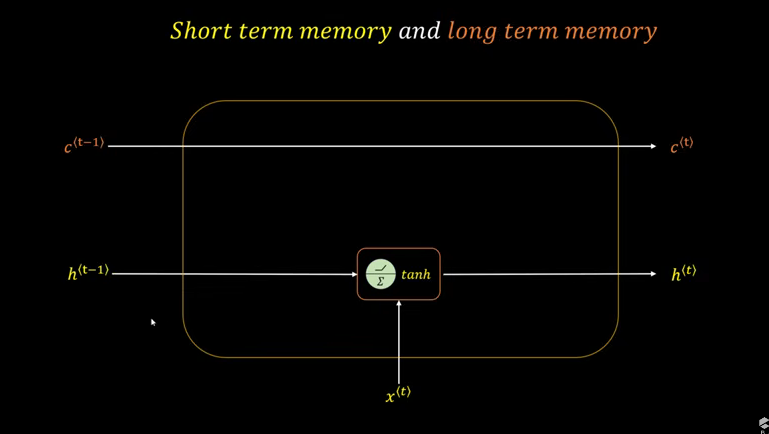 Short term memory and long term memory
c⟨t−1⟩
c⟨t⟩
h⟨t−1⟩
Σ tanh
h⟨t⟩
x⟨t⟩